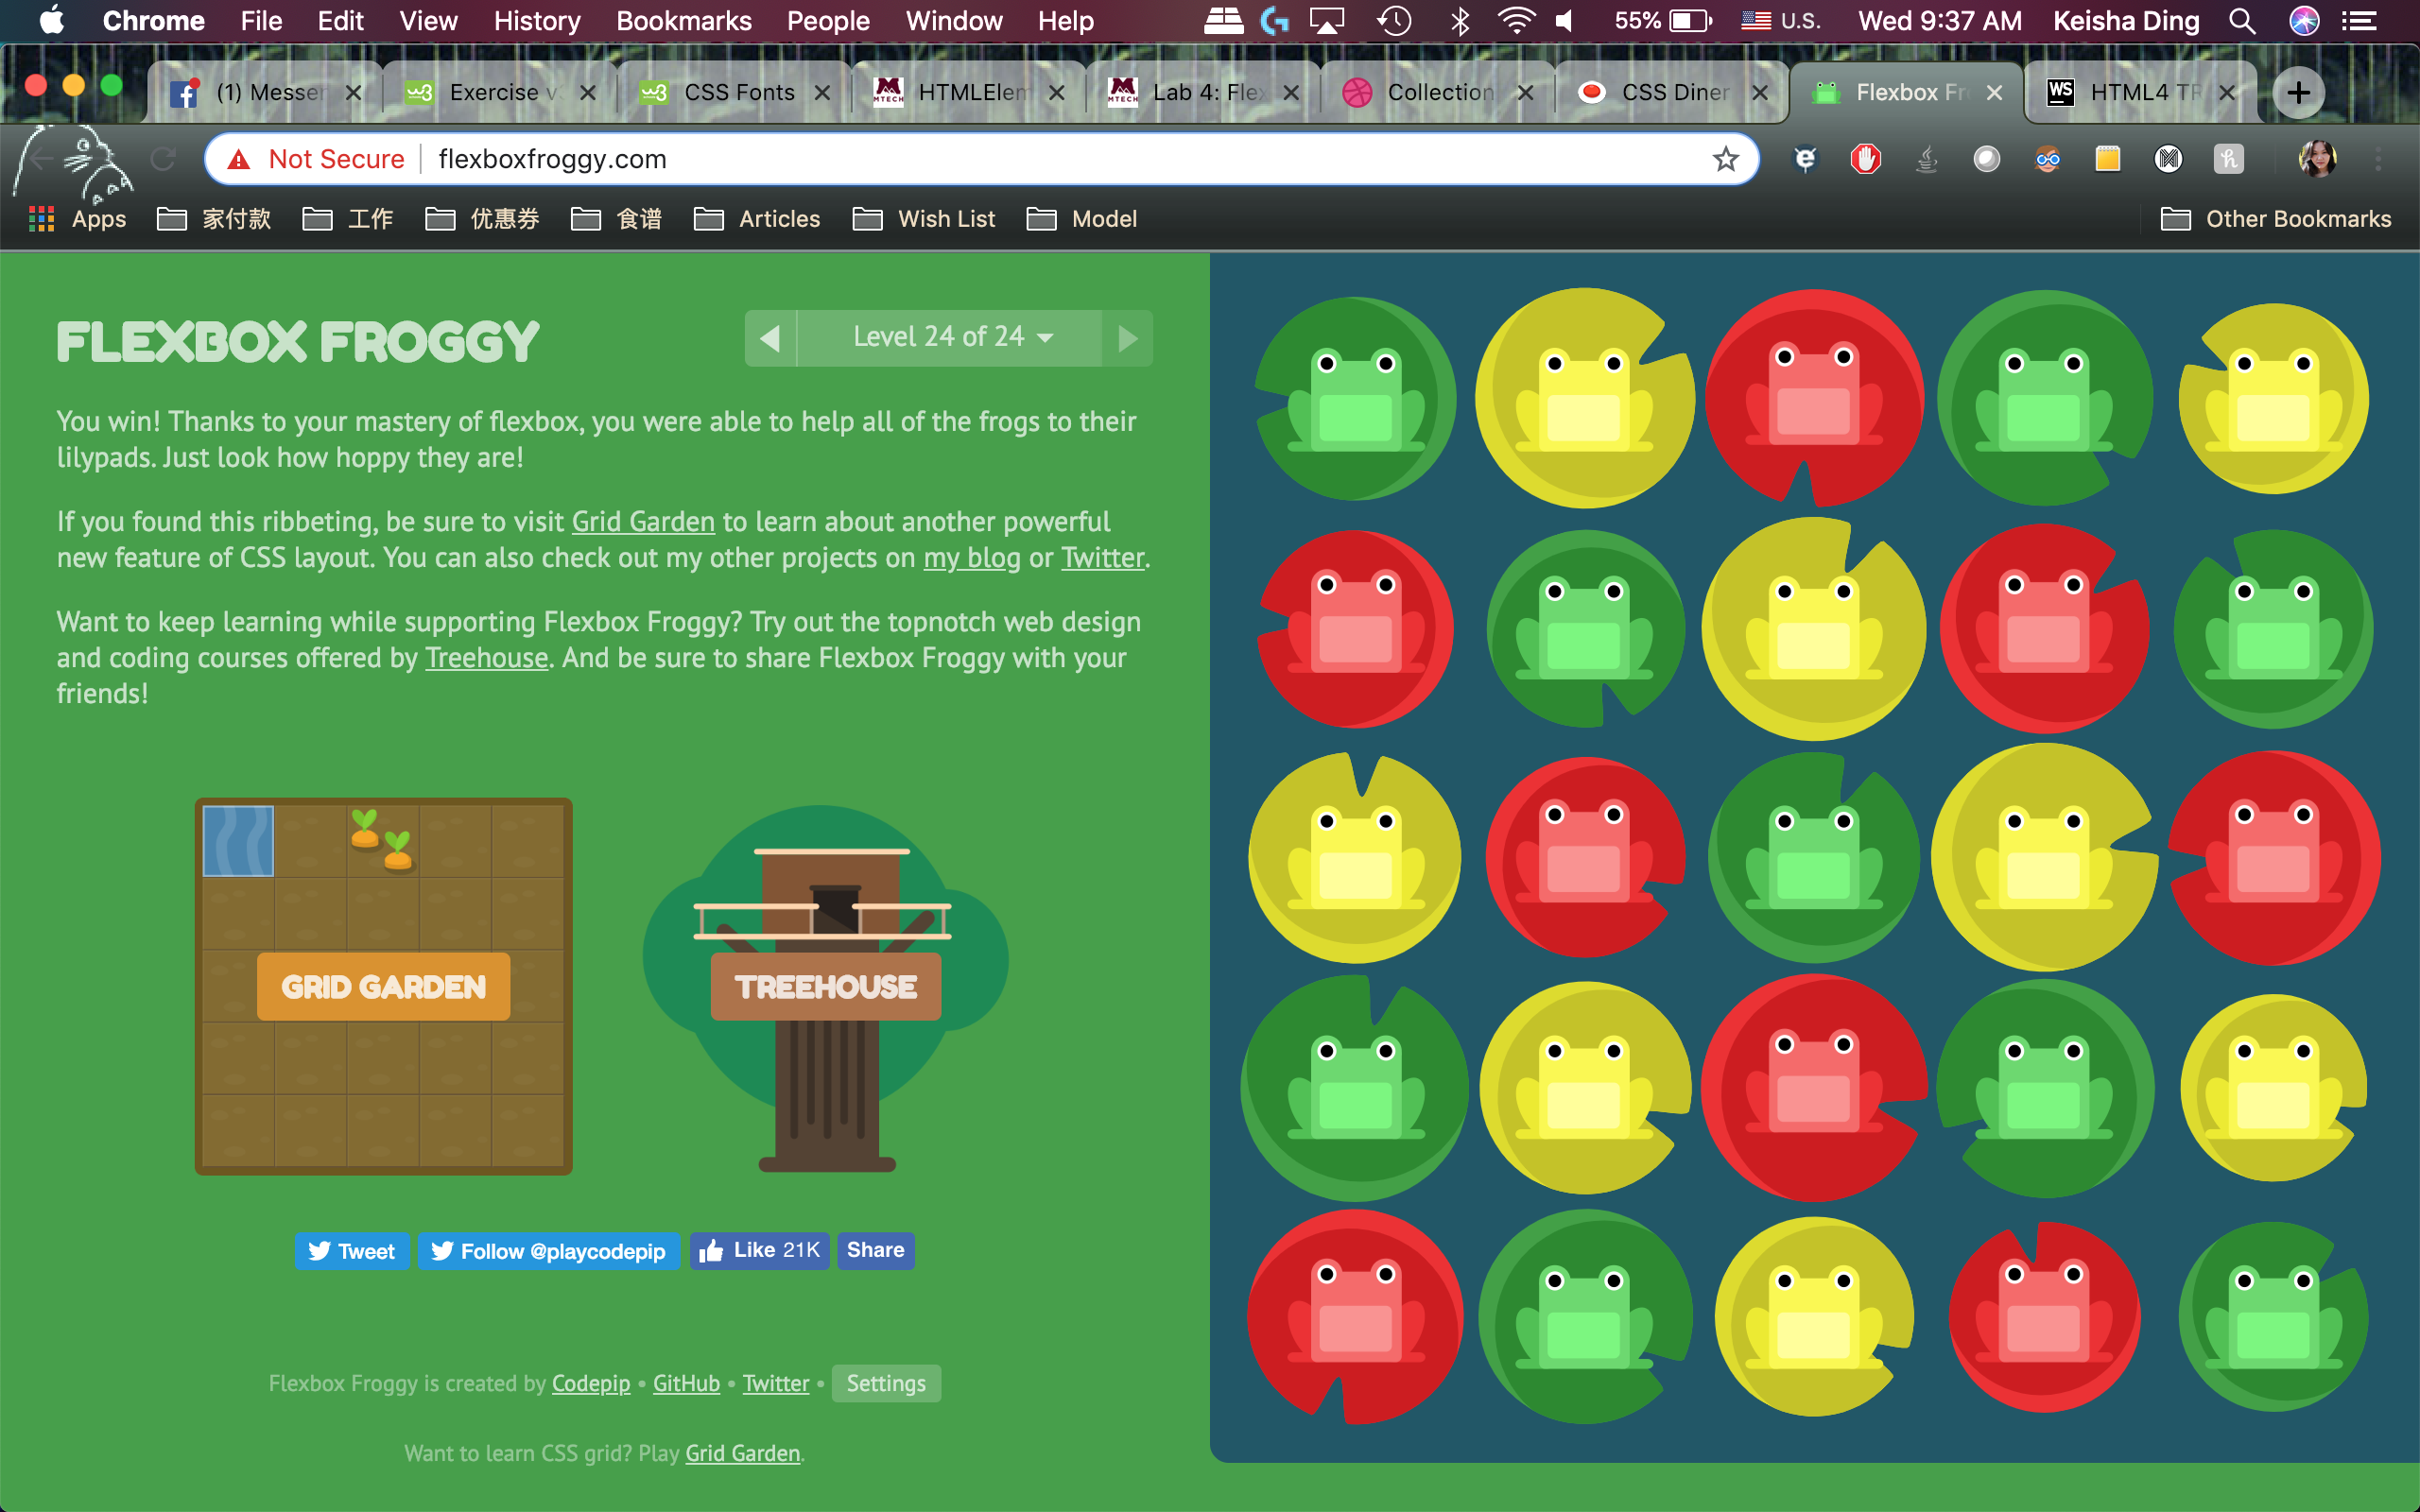 Chrome File Edit View History Bookmarks People Window Help 55% U.S. Wed 9:37 AM Keisha Ding
(1) Messen Exercise v CSS Fonts HTMLElem Lab 4: Flex Collection CSS Diner Flexbox Fr HTML4 TR
Not Secure flexboxfroggy.com
Apps 家付款 工作 优惠券 食谱 Articles Wish List Model Other Bookmarks
FLEXBOX FROGGY
Level 24 of 24
You win! Thanks to your mastery of flexbox, you were able to help all of the frogs to their
lilypads. Just look how hoppy they are!
If you found this ribbeting, be sure to visit Grid Garden to learn about another powerful
new feature of CSS layout. You can also check out my other projects on my blog or Twitter.
Want to keep learning while supporting Flexbox Froggy? Try out the topnotch web design
and coding courses offered by Treehouse. And be sure to share Flexbox Froggy with your
friends!
GRID GARDEN
TREEHOUSE
Tweet Follow @playcodepip Like 21K Share
Flexbox Froggy is created by Codepip • GitHub • Twitter • Settings
Want to learn CSS grid? Play Grid Garden.